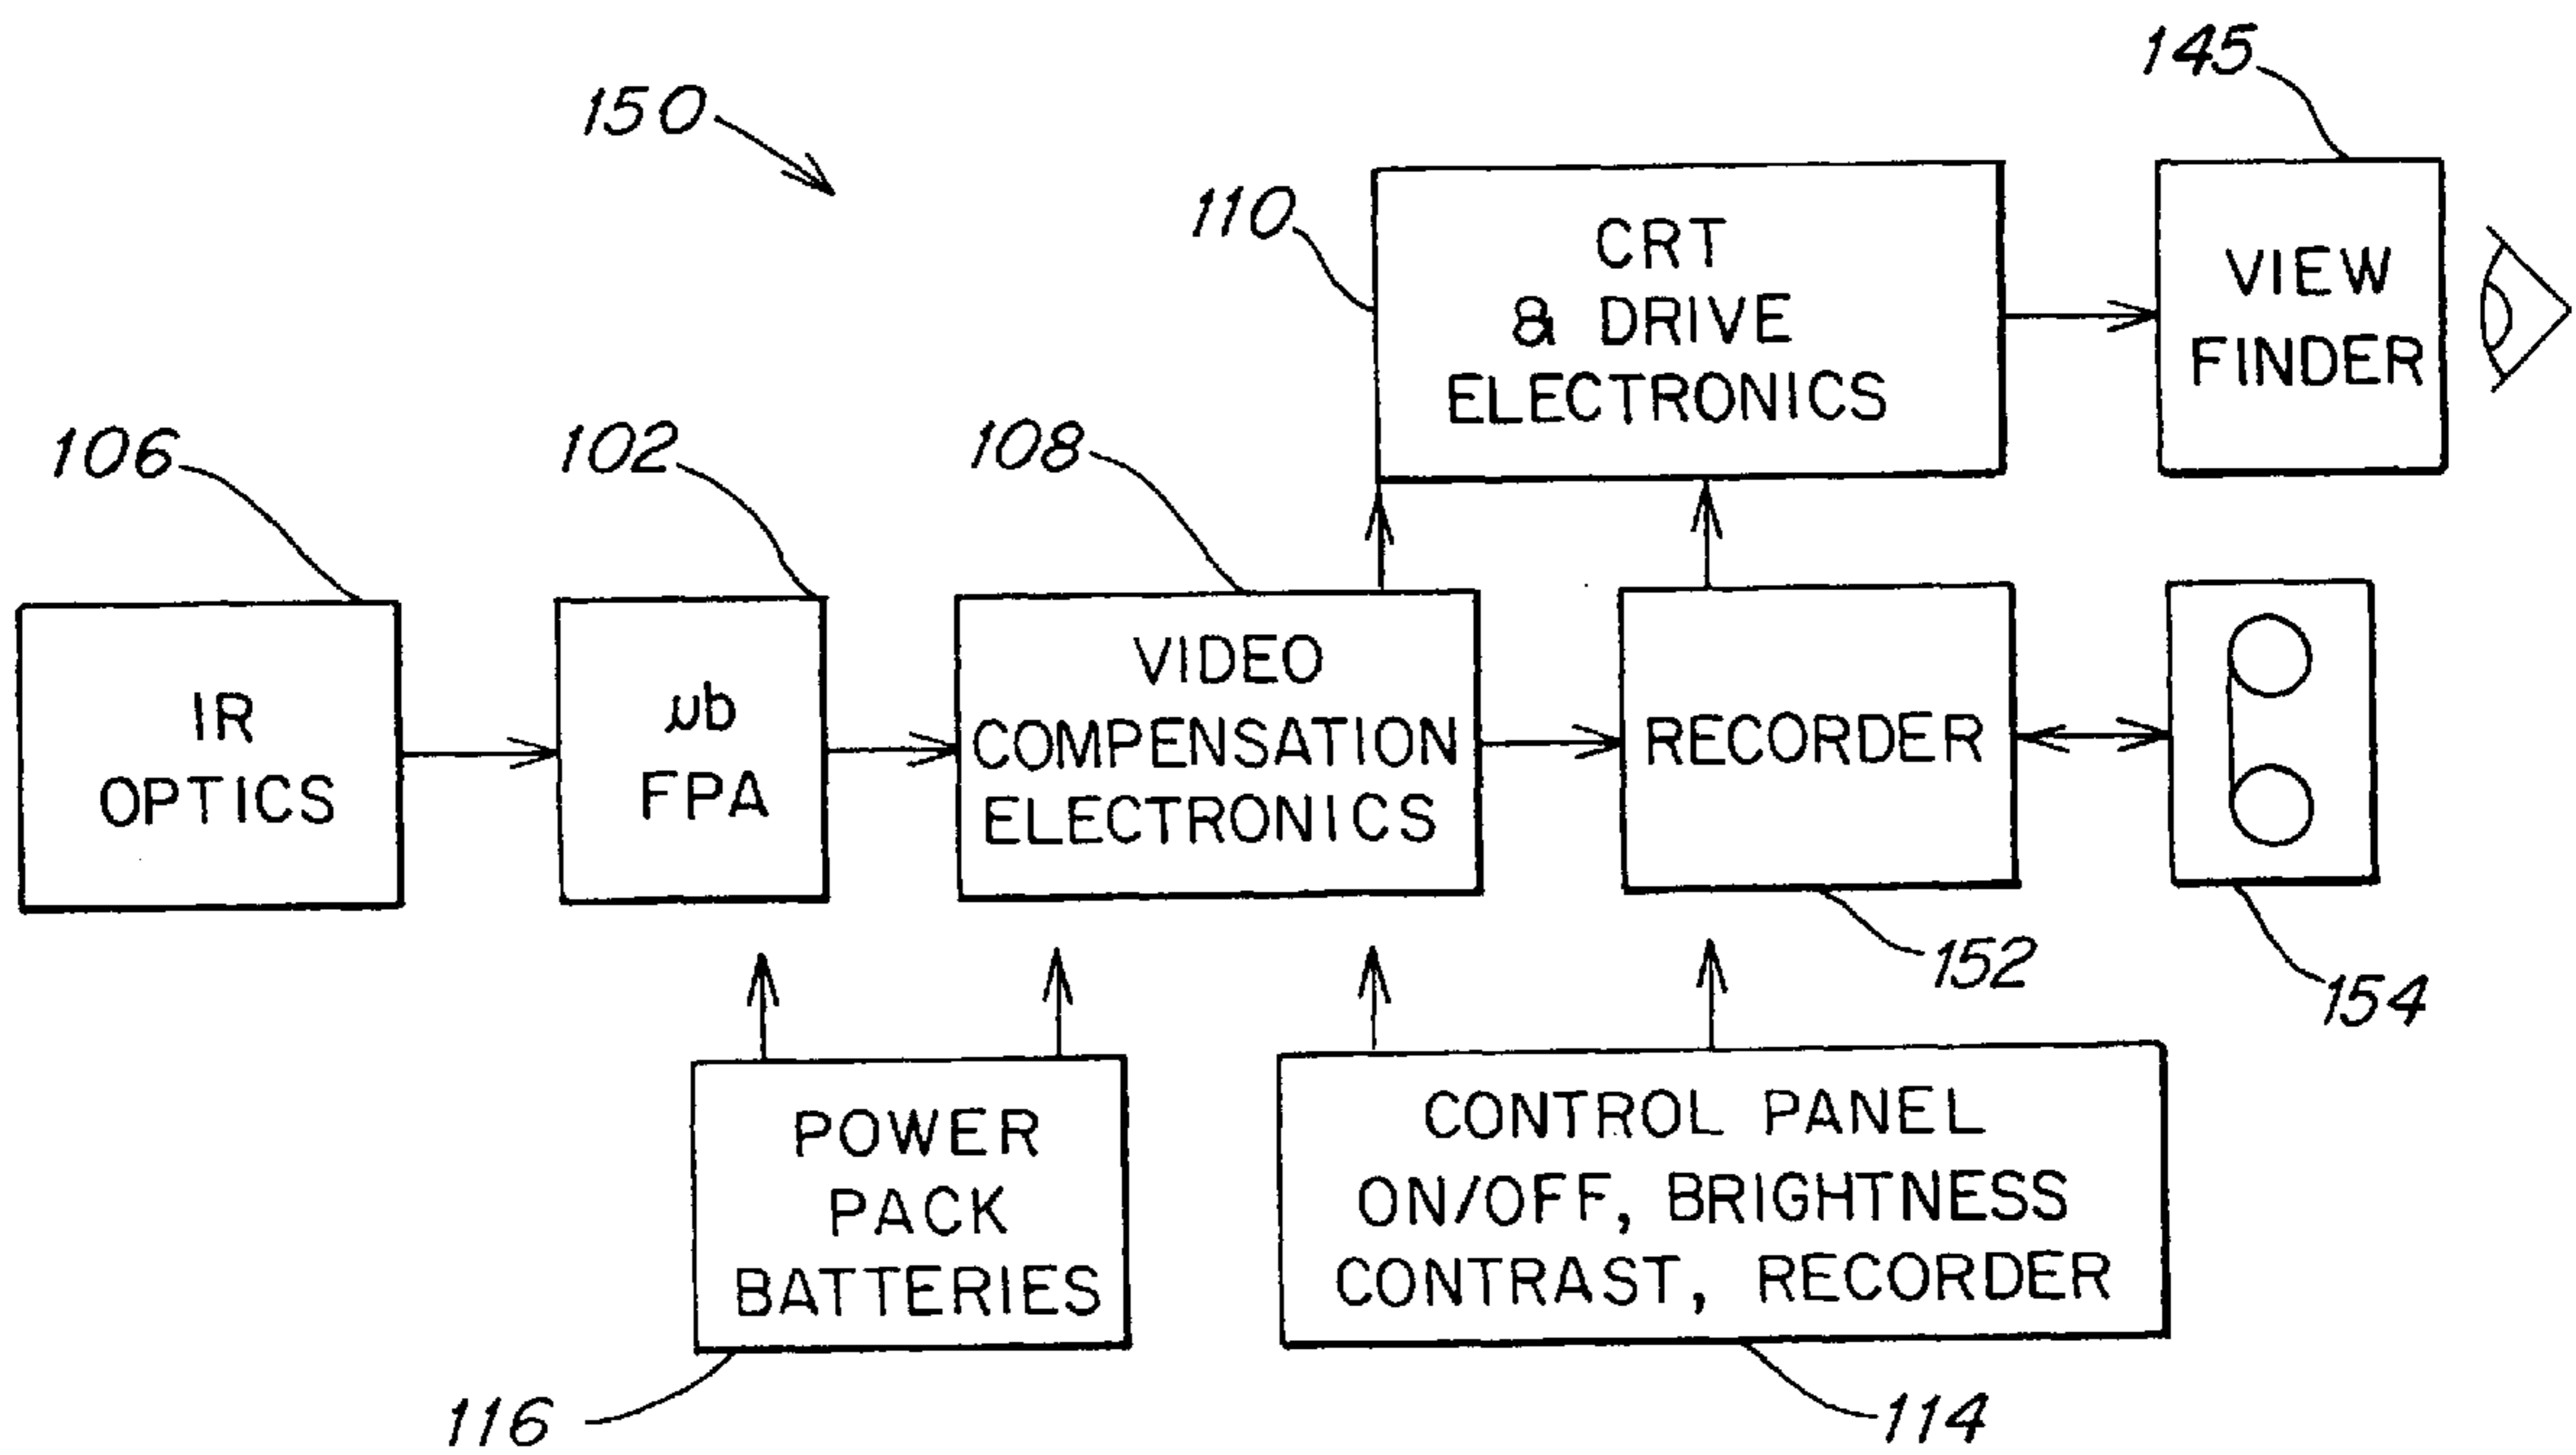 150
145
110
CRT
& DRIVE
ELECTRONICS
VIEW
FINDER
106
102
108
IR
OPTICS
μb
FPA
VIDEO
COMPENSATION
ELECTRONICS
RECORDER
152
154
POWER
PACK
BATTERIES
CONTROL PANEL
ON/OFF, BRIGHTNESS
CONTRAST, RECORDER
116
114